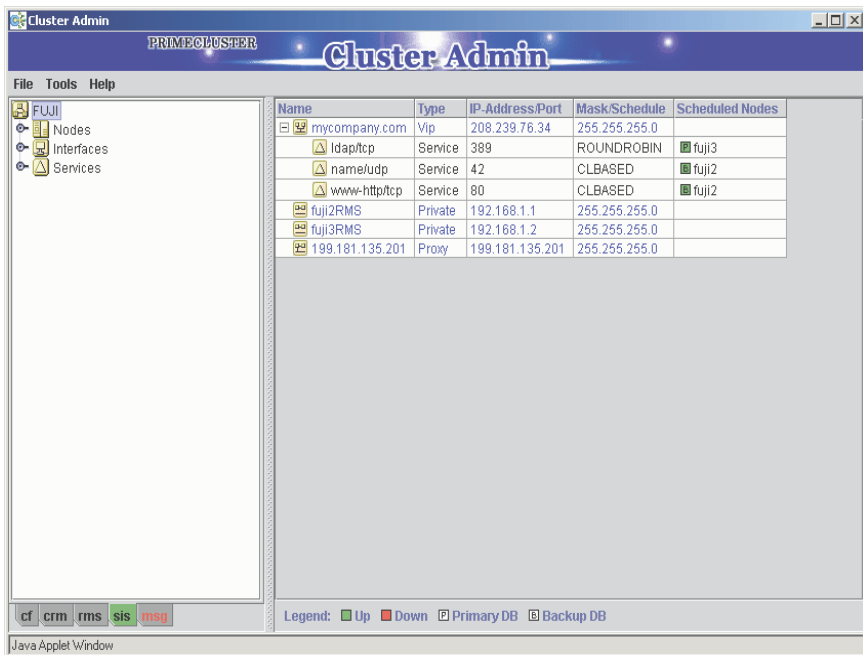 Cluster Admin
PRIMECLUSTER
Cluster Admin
File Tools Help
FUJI
Nodes
Interfaces
Services
Name Type IP-Address/Port Mask/Schedule Scheduled Nodes
mycompany.com Vip 208.239.76.34 255.255.255.0
ldap/tcp Service 389 ROUNDROBIN P fuji3
name/udp Service 42 CLBASED B fuji2
www-http/tcp Service 80 CLBASED B fuji2
fuji2RMS Private 192.168.1.1 255.255.255.0
fuji3RMS Private 192.168.1.2 255.255.255.0
199.181.135.201 Proxy 199.181.135.201 255.255.255.0
cf crm rms sis msg
Legend: Up Down P Primary DB B Backup DB
Java Applet Window